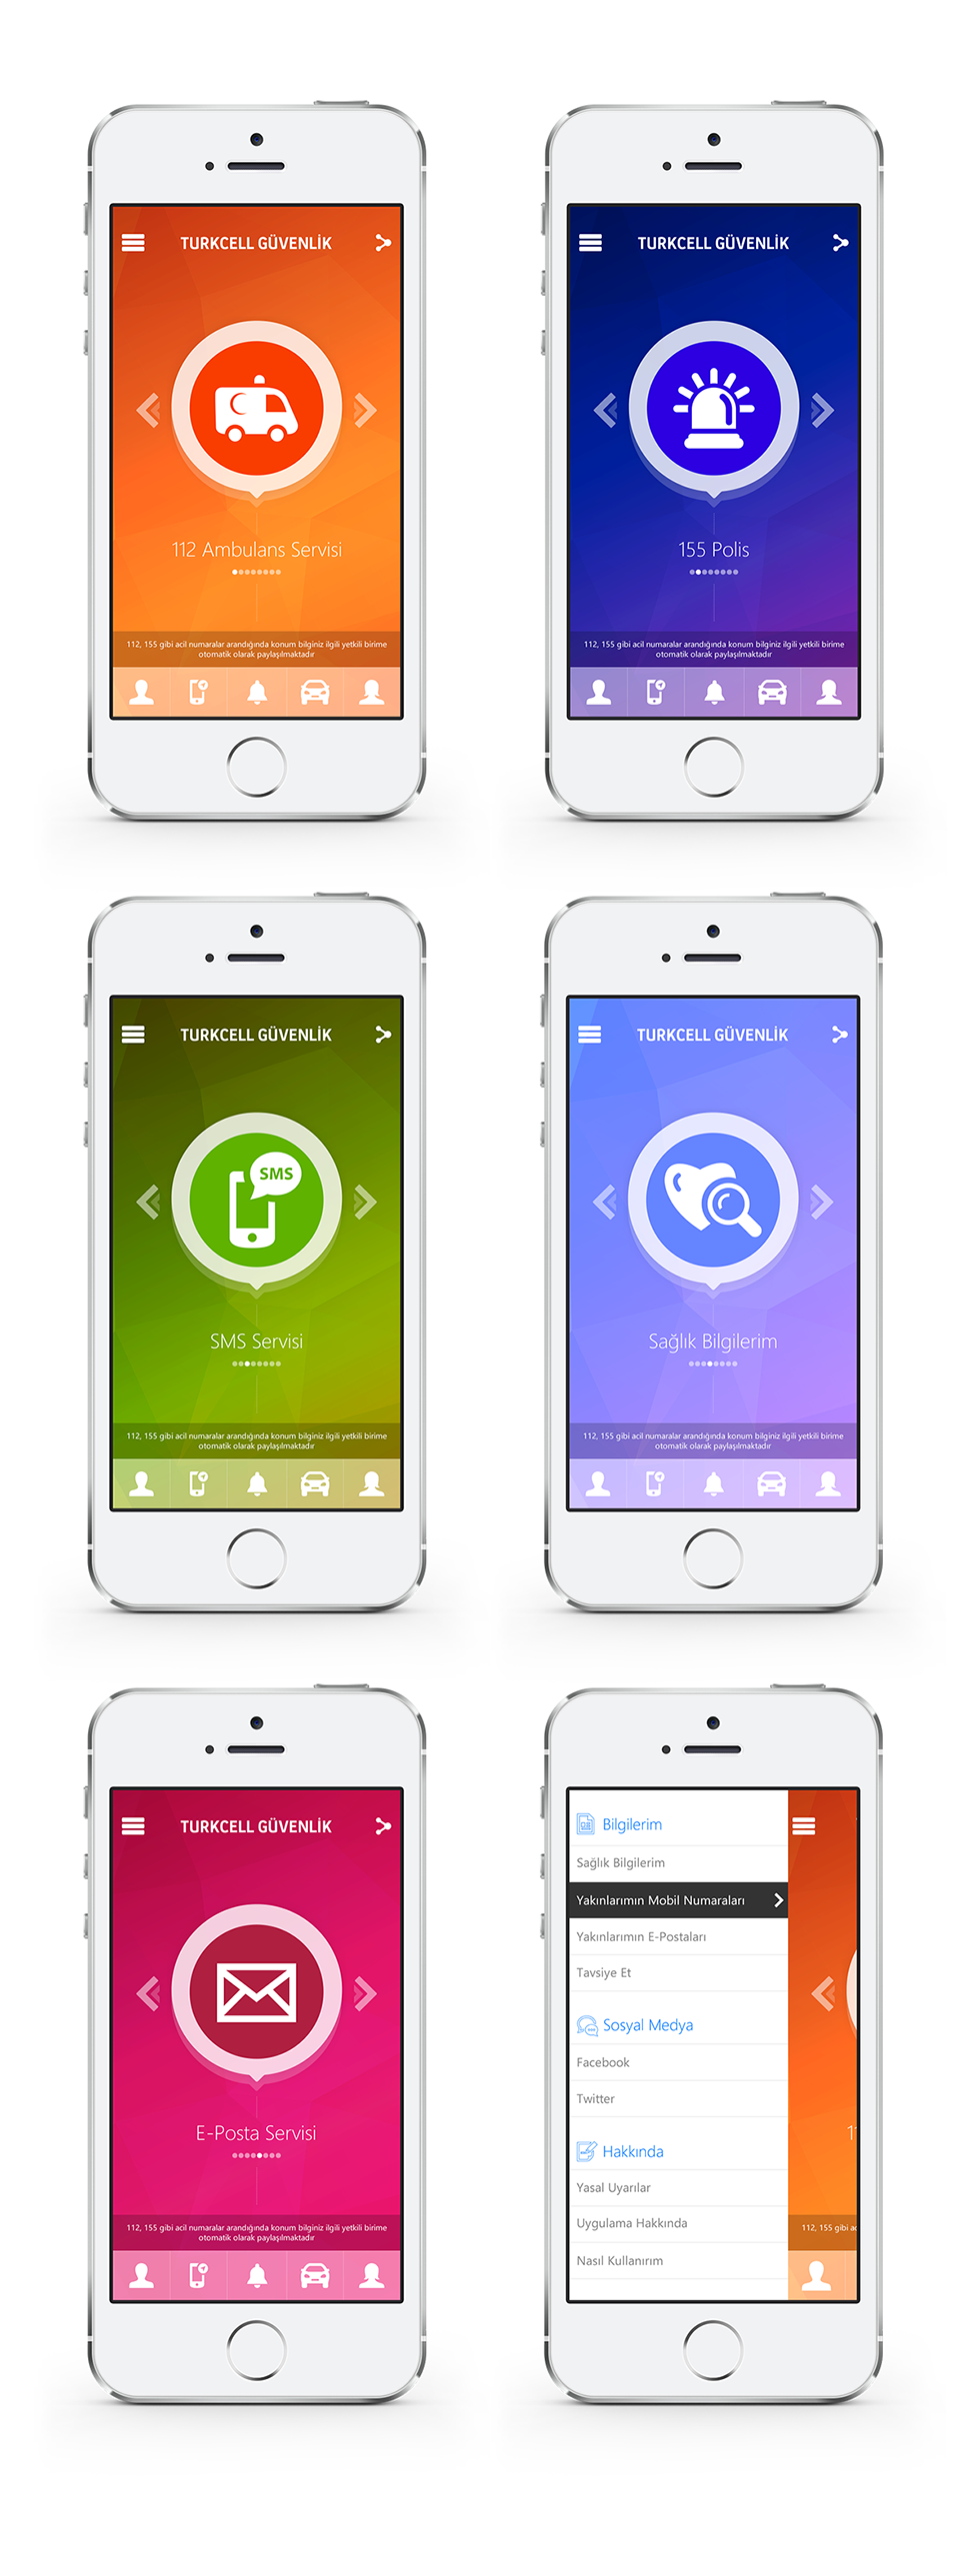 TURKCELL GÜVENLİK
112 Ambulans Servisi
112, 155 gibi acil numaralar arandığında konum bilginiz ilgili yetkili birime
otomatik olarak paylaşılmaktadır
TURKCELL GÜVENLİK
155 Polis
112, 155 gibi acil numaralar arandığında konum bilginiz ilgili yetkili birime
otomatik olarak paylaşılmaktadır
TURKCELL GÜVENLİK
SMS
SMS Servisi
112, 155 gibi acil numaralar arandığında konum bilginiz ilgili yetkili birime
otomatik olarak paylaşılmaktadır
TURKCELL GÜVENLİK
Sağlık Bilgilerim
112, 155 gibi acil numaralar arandığında konum bilginiz ilgili yetkili birime
otomatik olarak paylaşılmaktadır
TURKCELL GÜVENLİK
E-Posta Servisi
112, 155 gibi acil numaralar arandığında konum bilginiz ilgili yetkili birime
otomatik olarak paylaşılmaktadır
Bilgilerim
Sağlık Bilgilerim
Yakınlarımın Mobil Numaraları
Yakınlarımın E-Postaları
Tavsiye Et
Sosyal Medya
Facebook
Twitter
Hakkında
Yasal Uyarılar
Uygulama Hakkında
Nasıl Kullanırım
11
112, 155 gibi ac